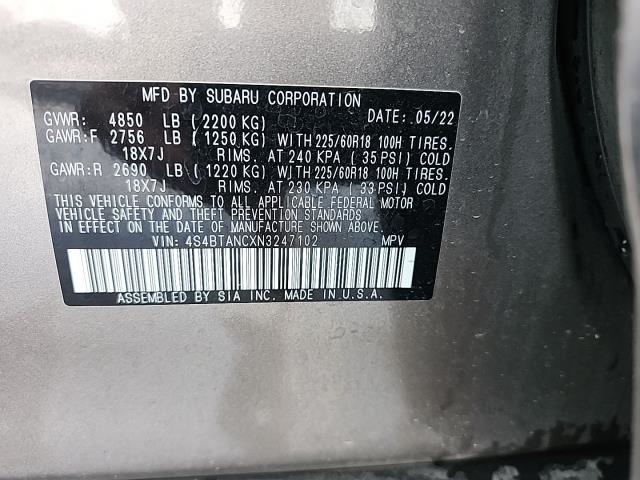 MFD BY SUBARU CORPORATION
GVWR: 4850 LB (2200 KG) DATE: 05/22
GAWR:F 2756 LB (1250 KG) WITH 225/60R18 100H TIRES.
18X7J RIMS. AT 240 KPA (35 PSI) COLD
GAWR:R 2690 LB (1220 KG) WITH 225/60R18 100H TIRES.
18X7J RIMS. AT 230 KPA (33 PSI) COLD
THIS VEHICLE CONFORMS TO ALL APPLICABLE FEDERAL MOTOR
VEHICLE SAFETY AND THEFT PREVENTION STANDARDS
IN EFFECT ON THE DATE OF MANUFACTURE SHOWN ABOVE.
VIN: 4S4BTANCXN3247102 MPV
ASSEMBLED BY SIA INC. MADE IN U.S.A.